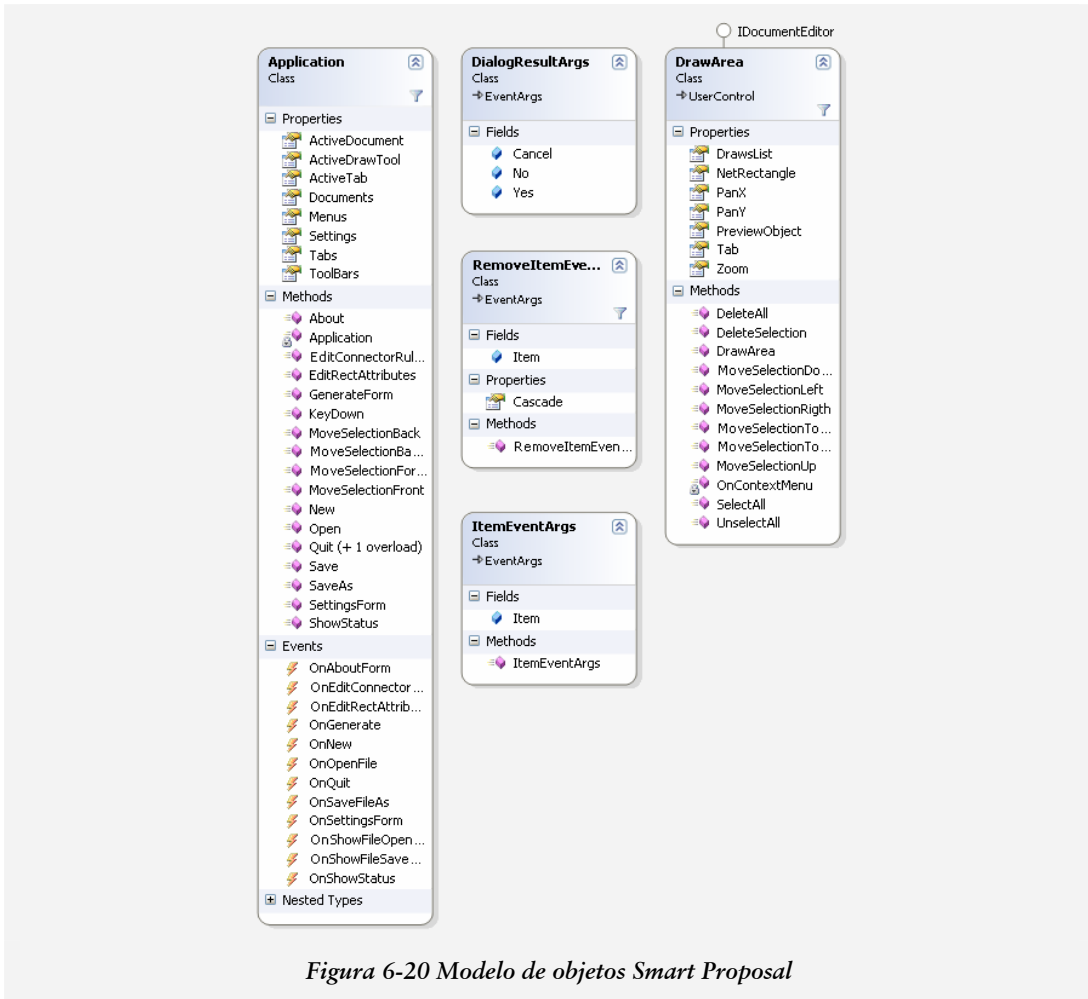 Application
Class
Properties
ActiveDocument
ActiveDrawTool
ActiveTab
Documents
Menus
Settings
Tabs
ToolBars
Methods
About
Application
EditConnectorRul...
EditRectAttributes
GenerateForm
KeyDown
MoveSelectionBack
MoveSelectionBa...
MoveSelectionFor...
MoveSelectionFront
New
Open
Quit (+ 1 overload)
Save
SaveAs
SettingsForm
ShowStatus
Events
OnAboutForm
OnEditConnector...
OnEditRectAttrib...
OnGenerate
OnNew
OnOpenFile
OnQuit
OnSaveFileAs
OnSettingsForm
OnShowFileOpen...
OnShowFileSave...
OnShowStatus
Nested Types
DialogResultArgs
Class
EventArgs
Fields
Cancel
No
Yes
RemoveItemEve...
Class
EventArgs
Fields
Item
Properties
Cascade
Methods
RemoveItemEven...
ItemEventArgs
Class
EventArgs
Fields
Item
Methods
ItemEventArgs
IDocumentEditor
DrawArea
Class
UserControl
Properties
DrawsList
NetRectangle
PanX
PanY
PreviewObject
Tab
Zoom
Methods
DeleteAll
DeleteSelection
DrawArea
MoveSelectionDo...
MoveSelectionLeft
MoveSelectionRigth
MoveSelectionTo...
MoveSelectionTo...
MoveSelectionUp
OnContextMenu
SelectAll
UnselectAll
Figura 6-20 Modelo de objetos Smart Proposal